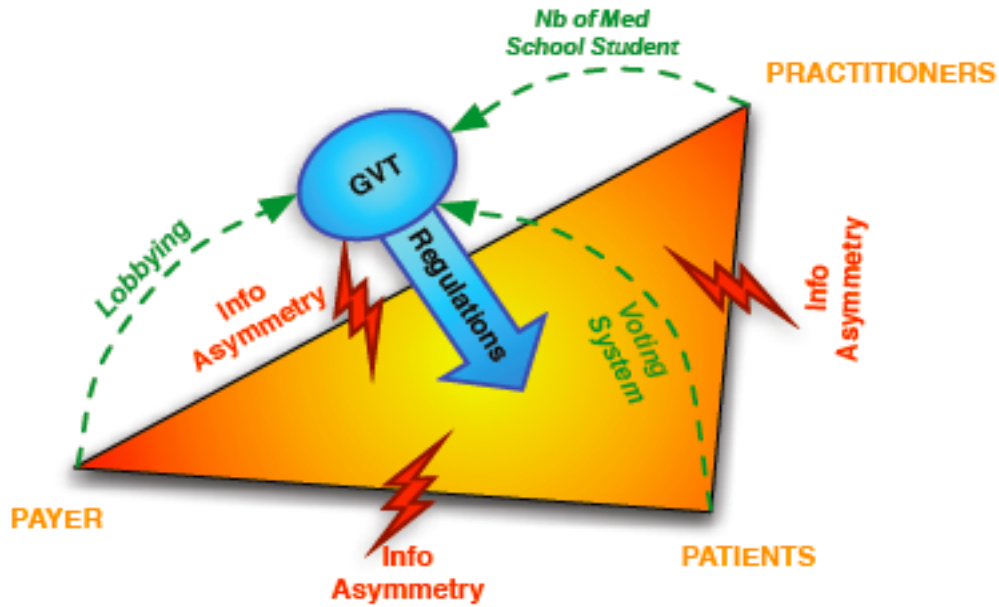 Nb of Med
School Student
PRACTITIONERS
GVT
Lobbying
Regulations
Info
Asymmetry
Info
Asymmetry
Voting
System
PAYER
Info
Asymmetry
PATIENTS